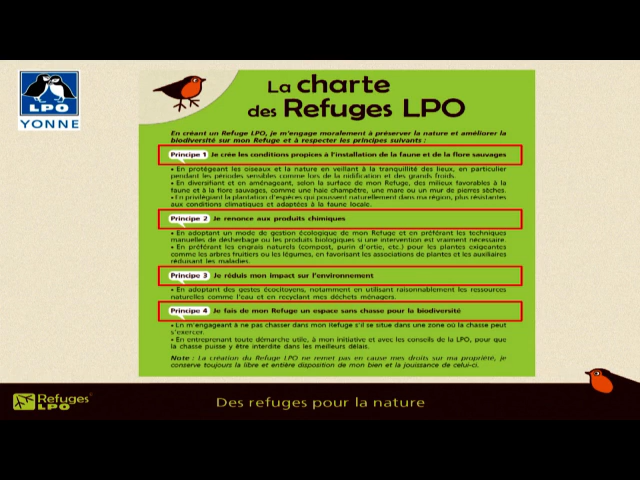 LPO
YONNE
La charte
des Refuges LPO
En créant un Refuge LPO, je m'engage moralement à préserver la nature et améliorer la
biodiversité sur mon Refuge et à respecter les principes suivants :
Principe 1 Je crée les conditions propices à l'installation de la faune et de la flore sauvages
• En protégeant les oiseaux et la nature en veillant à la tranquillité des lieux, en particulier
pendant les périodes sensibles comme lors de la nidification et des grands froids.
• En diversifiant et en aménageant, selon la surface de mon Refuge, des milieux favorables à la
faune et à la flore sauvages, comme une haie champêtre, une mare ou un mur de pierres sèches.
• En privilégiant la plantation d'espèces qui poussent naturellement dans ma région, plus résistantes
aux conditions climatiques et adaptées à la faune locale.
Principe 2 Je renonce aux produits chimiques
• En adoptant un mode de gestion écologique de mon Refuge et en préférant les techniques
manuelles de désherbage ou les produits biologiques si une intervention est vraiment nécessaire.
• En préférant les engrais naturels (compost, purin d'ortie, etc.) pour les plantes exigeantes
comme les arbres fruitiers ou les légumes, en favorisant les associations de plantes et les auxiliaires
réduisant les maladies.
Principe 3 Je réduis mon impact sur l'environnement
• En adoptant des gestes écocitoyens, notamment en utilisant raisonnablement les ressources
naturelles comme l'eau et en recyclant mes déchets ménagers.
Principe 4 Je fais de mon Refuge un espace sans chasse pour la biodiversité
• En m'engageant à ne pas chasser dans mon Refuge s'il se situe dans une zone où la chasse peut
s'exercer.
• En entreprenant toute démarche utile, à mon initiative et avec les conseils de la LPO, pour que
la chasse puisse y être interdite dans les meilleurs délais.
Note : La création du Refuge LPO ne remet pas en cause mes droits sur ma propriété, je
conserve toujours la libre et entière disposition de mon bien et la jouissance de celui-ci.
Refuges
LPO
Des refuges pour la nature